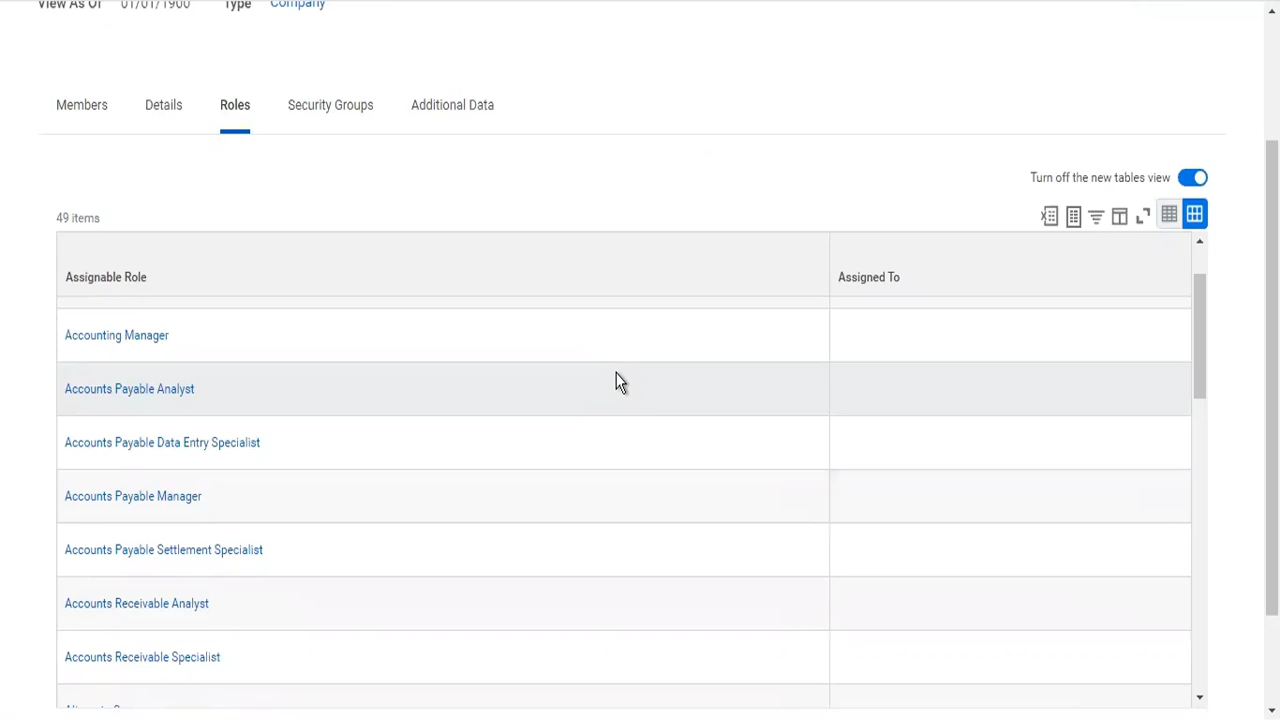 View As Of 01/01/1900 Type Company
Members Details Roles Security Groups Additional Data
Turn off the new tables view
49 items
Assignable Role Assigned To
Accounting Manager
Accounts Payable Analyst
Accounts Payable Data Entry Specialist
Accounts Payable Manager
Accounts Payable Settlement Specialist
Accounts Receivable Analyst
Accounts Receivable Specialist